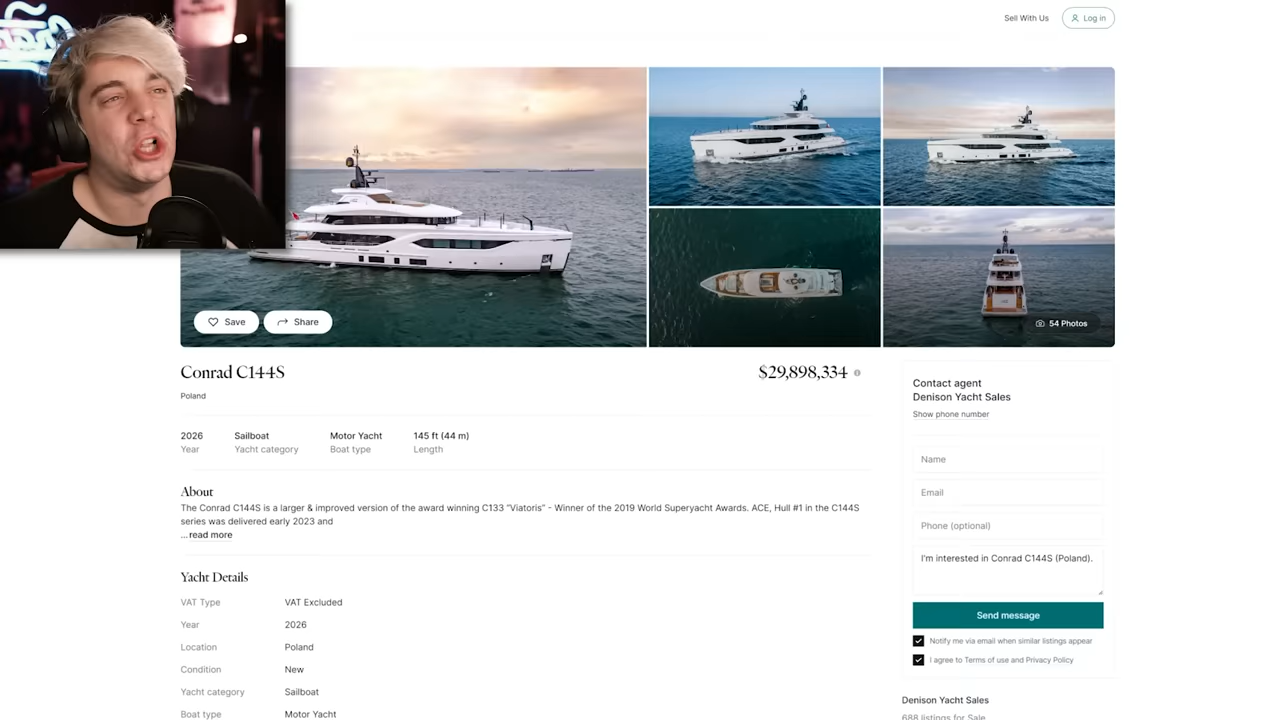 Sell With Us
Log in
Save
Share
54 Photos
Conrad C144S
$29,898,334
Poland
2026
Sailboat
Motor Yacht
145 ft (44 m)
Year
Yacht category
Boat type
Length
About
The Conrad C144S is a larger & improved version of the award winning C133 "Viatoris" - Winner of the 2019 World Superyacht Awards. ACE, Hull #1 in the C144S
series was delivered early 2023 and
...read more
Yacht Details
VAT Type VAT Excluded
Year 2026
Location Poland
Condition New
Yacht category Sailboat
Boat type Motor Yacht
Contact agent
Denison Yacht Sales
Show phone number
Name
Email
Phone (optional)
I'm interested in Conrad C144S (Poland).
Send message
Notify me via email when similar listings appear
I agree to Terms of use and Privacy Policy
Denison Yacht Sales
688 listings for Sale